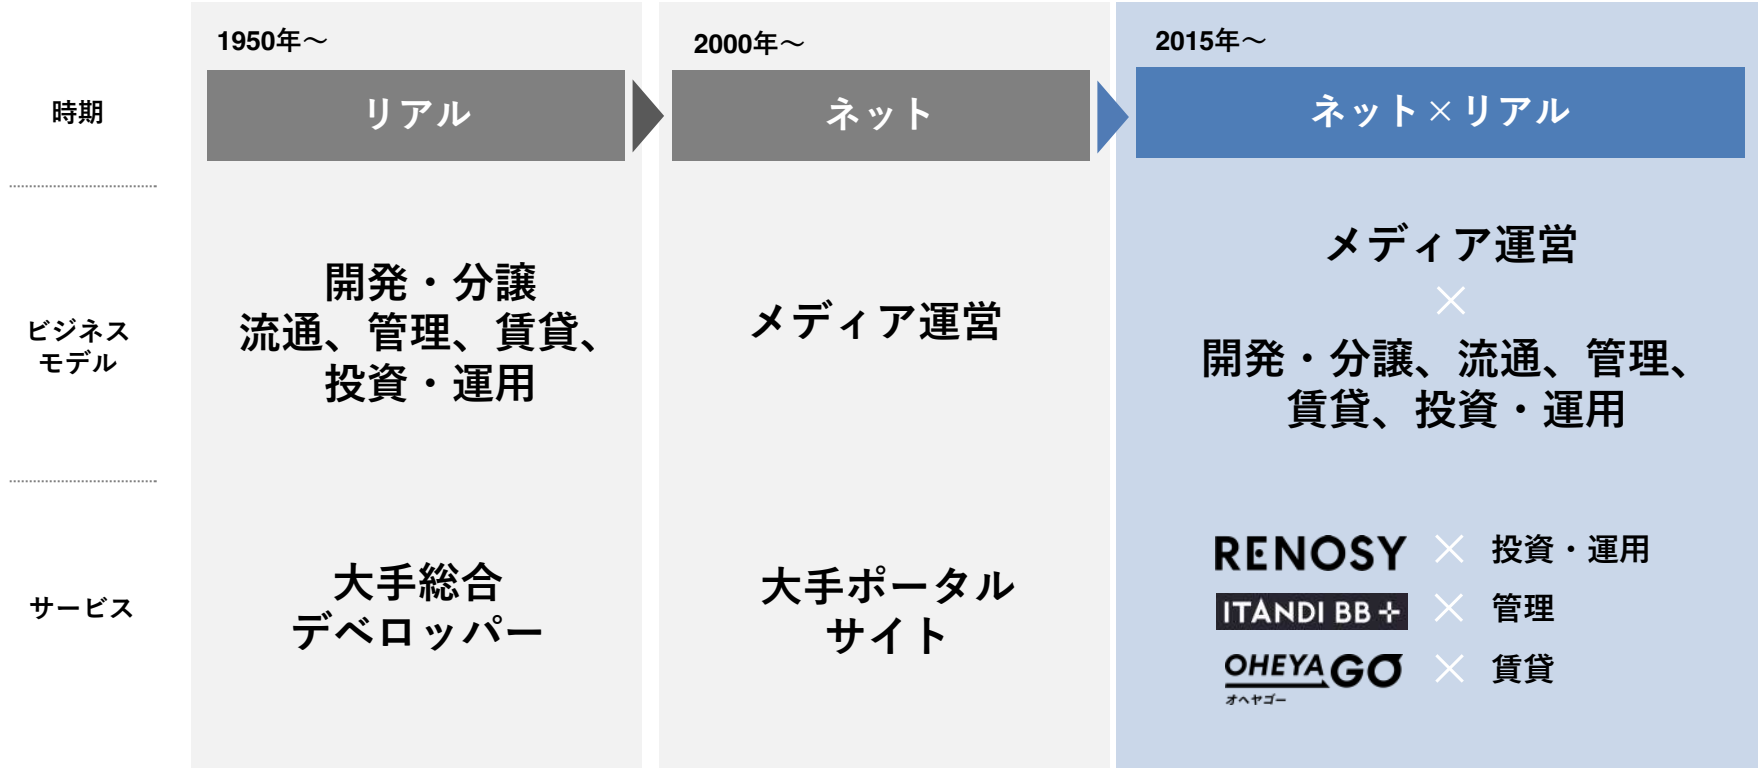 1950年～
2000年～
2015年～
時期
リアル
ネット
ネット×リアル
ビジネス
モデル
開発・分譲
流通、管理、賃貸、
投資・運用
メディア運営
メディア運営
×
開発・分譲、流通、管理、
賃貸、投資・運用
サービス
大手総合
デベロッパー
大手ポータル
サイト
RENOSY × 投資・運用
ITANDI BB + × 管理
OHEYAGO × 賃貸
オヘヤゴー